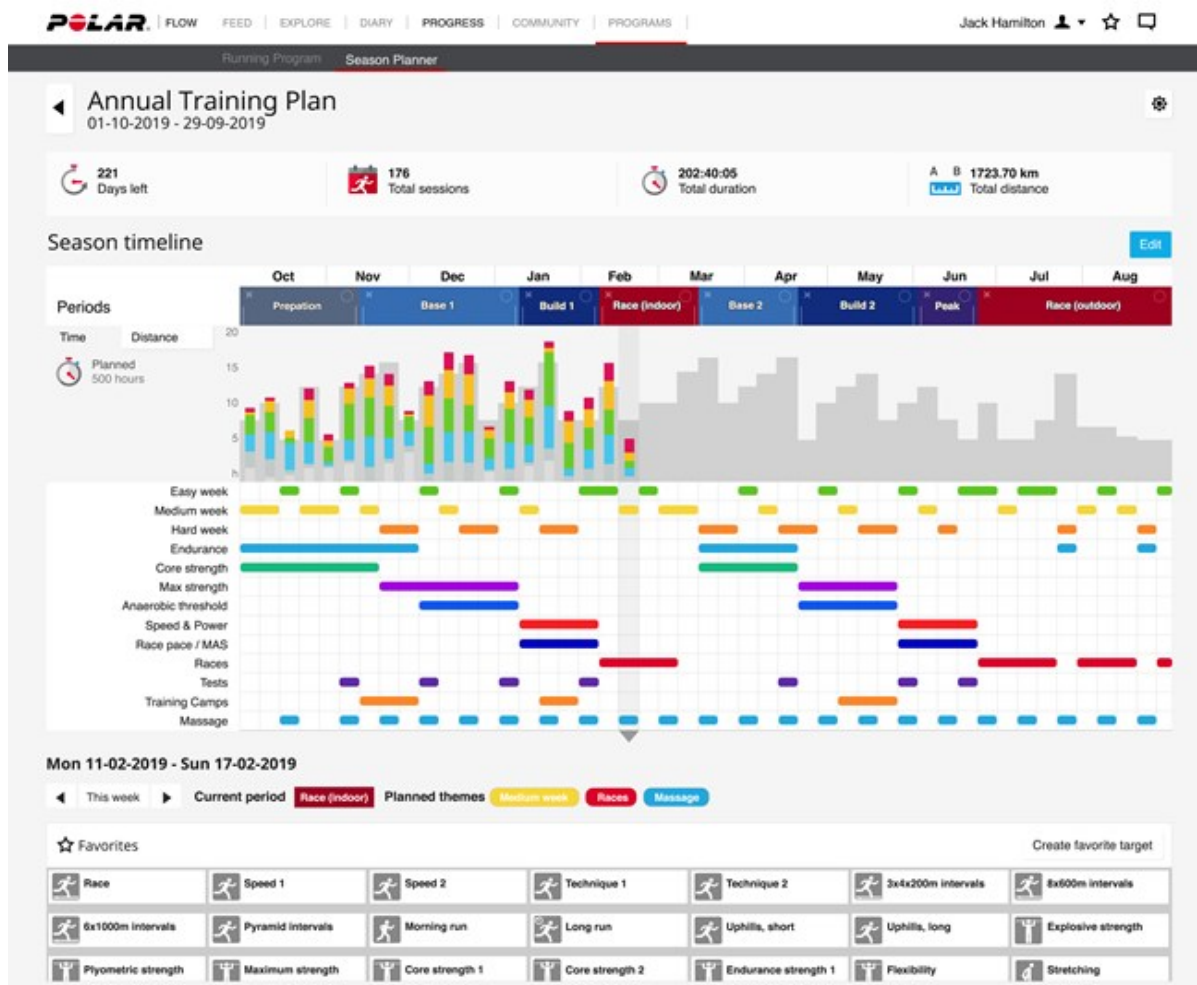 POLAR. FLOW FEED EXPLORE DIARY PROGRESS COMMUNITY PROGRAMS Jack Hamilton
Running Program Season Planner
Annual Training Plan
01-10-2019 - 29-09-2019
221
Days left
176
Total sessions
202:40:05
Total duration
A B 1723.70 km
Total distance
Season timeline Edit
Oct Nov Dec Jan Feb Mar Apr May Jun Jul Aug
Periods Prepation Base 1 Build 1 Race (indoor) Base 2 Build 2 Peak Race (outdoor)
Time Distance
Planned
500 hours
20
15
10
5
h
Easy week
Medium week
Hard week
Endurance
Core strength
Max strength
Anaerobic threshold
Speed & Power
Race pace / MAS
Races
Tests
Training Camps
Massage
Mon 11-02-2019 - Sun 17-02-2019
This week Current period Race (indoor) Planned themes Medium week Races Massage
Favorites Create favorite target
Race Speed 1 Speed 2 Technique 1 Technique 2 3x4x200m intervals 8x600m intervals
6x1000m intervals Pyramid intervals Morning run Long run Uphills, short Uphills, long Explosive strength
Plyometric strength Maximum strength Core strength 1 Core strength 2 Endurance strength 1 Flexibility Stretching